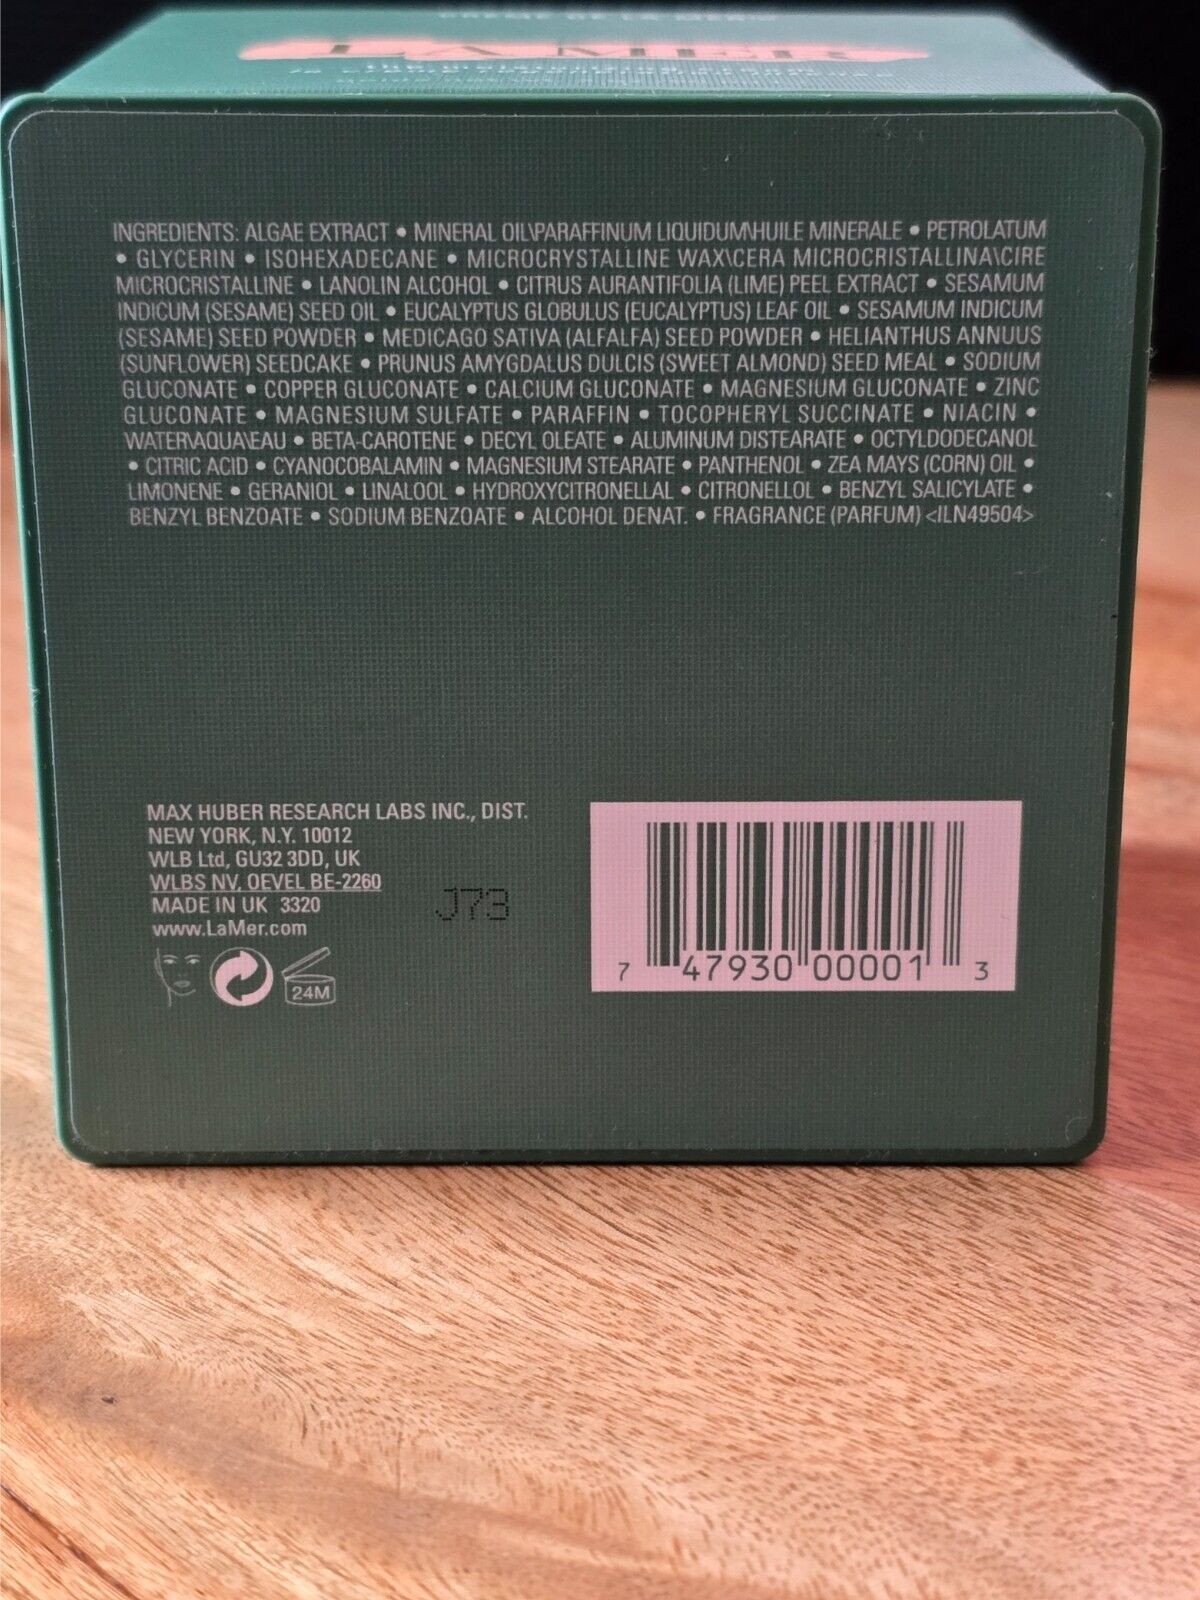 LA MER
INGREDIENTS: ALGAE EXTRACT • MINERAL OIL\PARAFFINUM LIQUIDUM\HUILE MINERALE • PETROLATUM
• GLYCERIN • ISOHEXADECANE • MICROCRYSTALLINE WAX\CERA MICROCRISTALLINA\CIRE
MICROCRISTALLINE • LANOLIN ALCOHOL • CITRUS AURANTIFOLIA (LIME) PEEL EXTRACT • SESAMUM
INDICUM (SESAME) SEED OIL • EUCALYPTUS GLOBULUS (EUCALYPTUS) LEAF OIL • SESAMUM INDICUM
(SESAME) SEED POWDER • MEDICAGO SATIVA (ALFALFA) SEED POWDER • HELIANTHUS ANNUUS
(SUNFLOWER) SEEDCAKE • PRUNUS AMYGDALUS DULCIS (SWEET ALMOND) SEED MEAL • SODIUM
GLUCONATE • COPPER GLUCONATE • CALCIUM GLUCONATE • MAGNESIUM GLUCONATE • ZINC
GLUCONATE • MAGNESIUM SULFATE • PARAFFIN • TOCOPHERYL SUCCINATE • NIACIN •
WATER\AQUA\EAU • BETA-CAROTENE • DECYL OLEATE • ALUMINUM DISTEARATE • OCTYLDODECANOL
• CITRIC ACID • CYANOCOBALAMIN • MAGNESIUM STEARATE • PANTHENOL • ZEA MAYS (CORN) OIL •
LIMONENE • GERANIOL • LINALOOL • HYDROXYCITRONELLAL • CITRONELLOL • BENZYL SALICYLATE •
BENZYL BENZOATE • SODIUM BENZOATE • ALCOHOL DENAT. • FRAGRANCE (PARFUM) <ILN49504>
MAX HUBER RESEARCH LABS INC., DIST.
NEW YORK, N.Y. 10012
WLB Ltd, GU32 3DD, UK
WLBS NV, OEVEL BE-2260
MADE IN UK 3320
www.LaMer.com
J73
24M
7 47930 00001 3